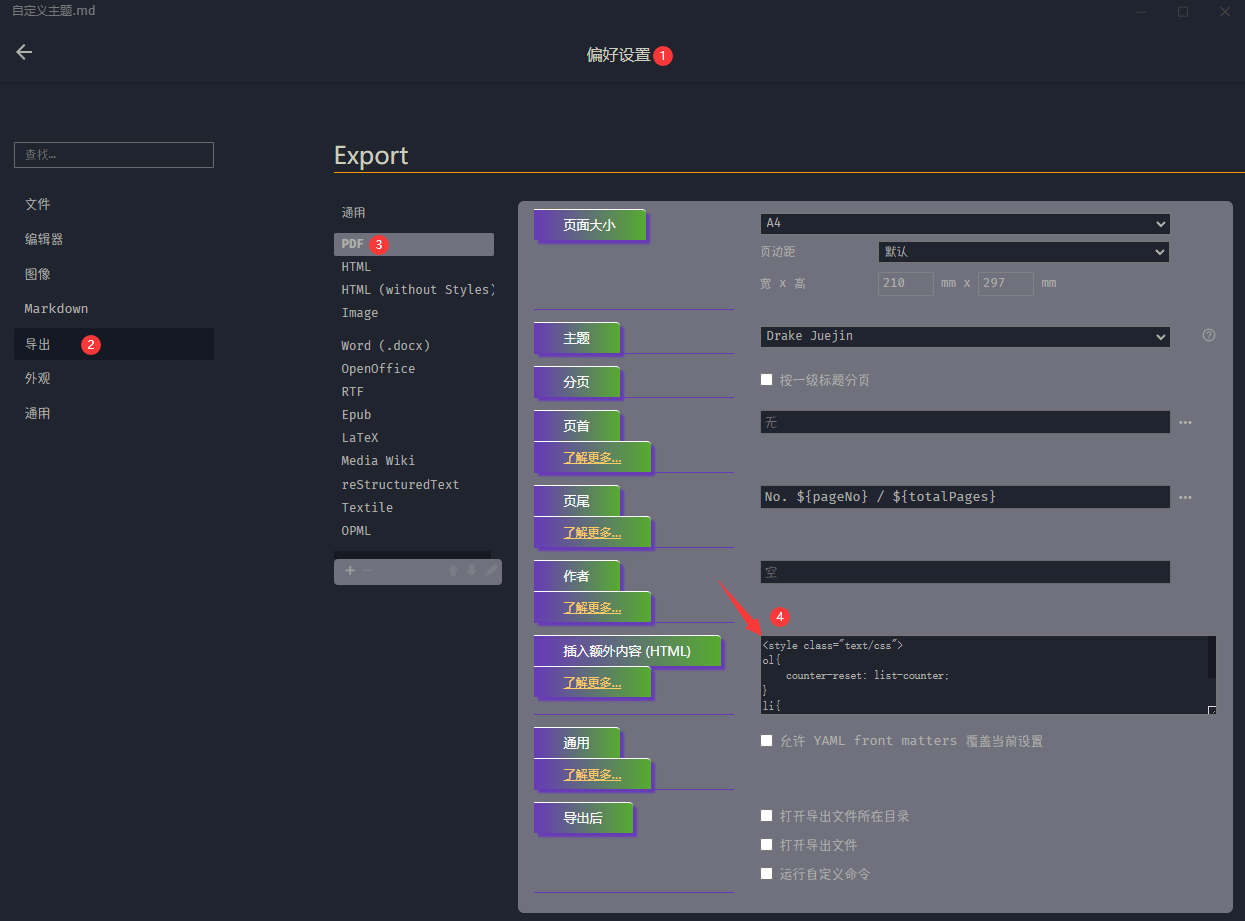 自定义主题.md
偏好设置 1
查找…
文件
编辑器
图像
Markdown
导出 2
外观
通用
Export
通用
PDF 3
HTML
HTML (without Styles)
Image
Word (.docx)
OpenOffice
RTF
Epub
LaTeX
Media Wiki
reStructuredText
Textile
OPML
页面大小 A4
页边距 默认
宽 x 高 210 mm x 297 mm
主题 Drake Juejin
分页 按一级标题分页
页首 无 •••
了解更多...
页尾 No. ${pageNo} / ${totalPages} •••
了解更多...
作者 空
了解更多...
4
插入额外内容 (HTML)
了解更多...
<style class="text/css">
ol{
counter-reset: list-counter;
}
li{
通用 允许 YAML front matters 覆盖当前设置
了解更多...
导出后 打开导出文件所在目录
打开导出文件
运行自定义命令